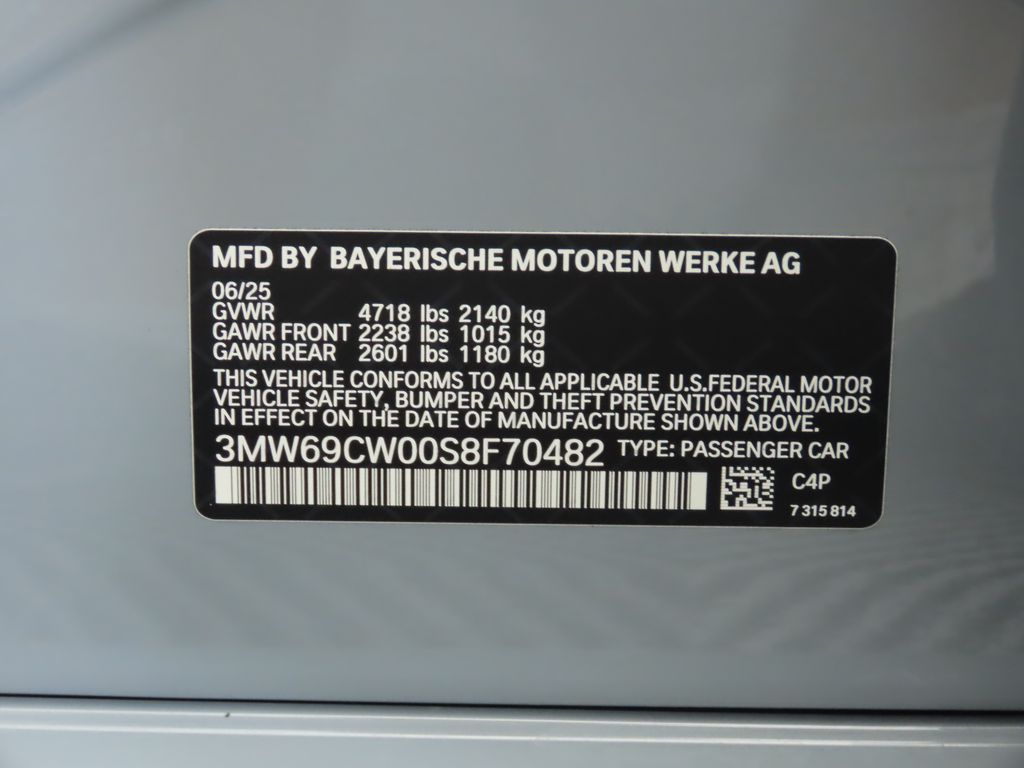 MFD BY BAYERISCHE MOTOREN WERKE AG
06/25
GVWR 4718 lbs 2140 kg
GAWR FRONT 2238 lbs 1015 kg
GAWR REAR 2601 lbs 1180 kg
THIS VEHICLE CONFORMS TO ALL APPLICABLE U.S.FEDERAL MOTOR
VEHICLE SAFETY, BUMPER AND THEFT PREVENTION STANDARDS
IN EFFECT ON THE DATE OF MANUFACTURE SHOWN ABOVE.
3MW69CW00S8F70482 TYPE: PASSENGER CAR
C4P
7 315 814